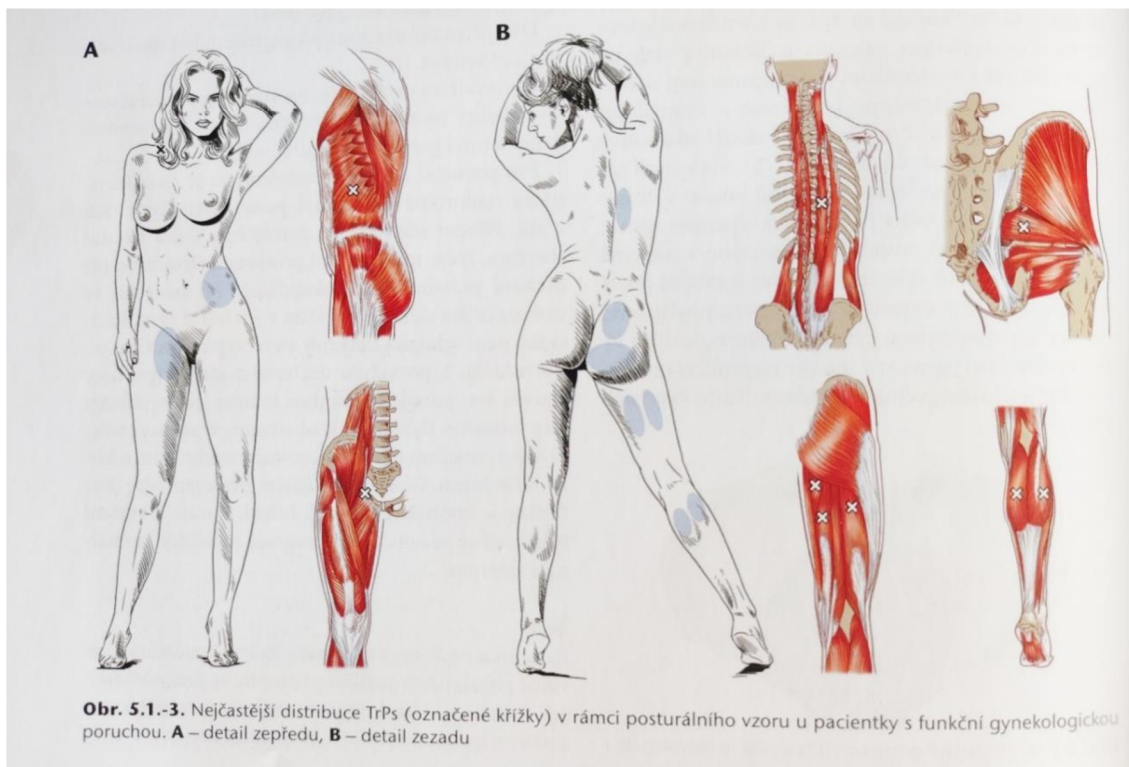 A
B
Obr. 5.1.-3. Nejčastější distribuce TrPs (označené křížky) v rámci posturálního vzoru u pacientky s funkční gynekologickou
poruchou. A – detail zepředu, B – detail zezadu